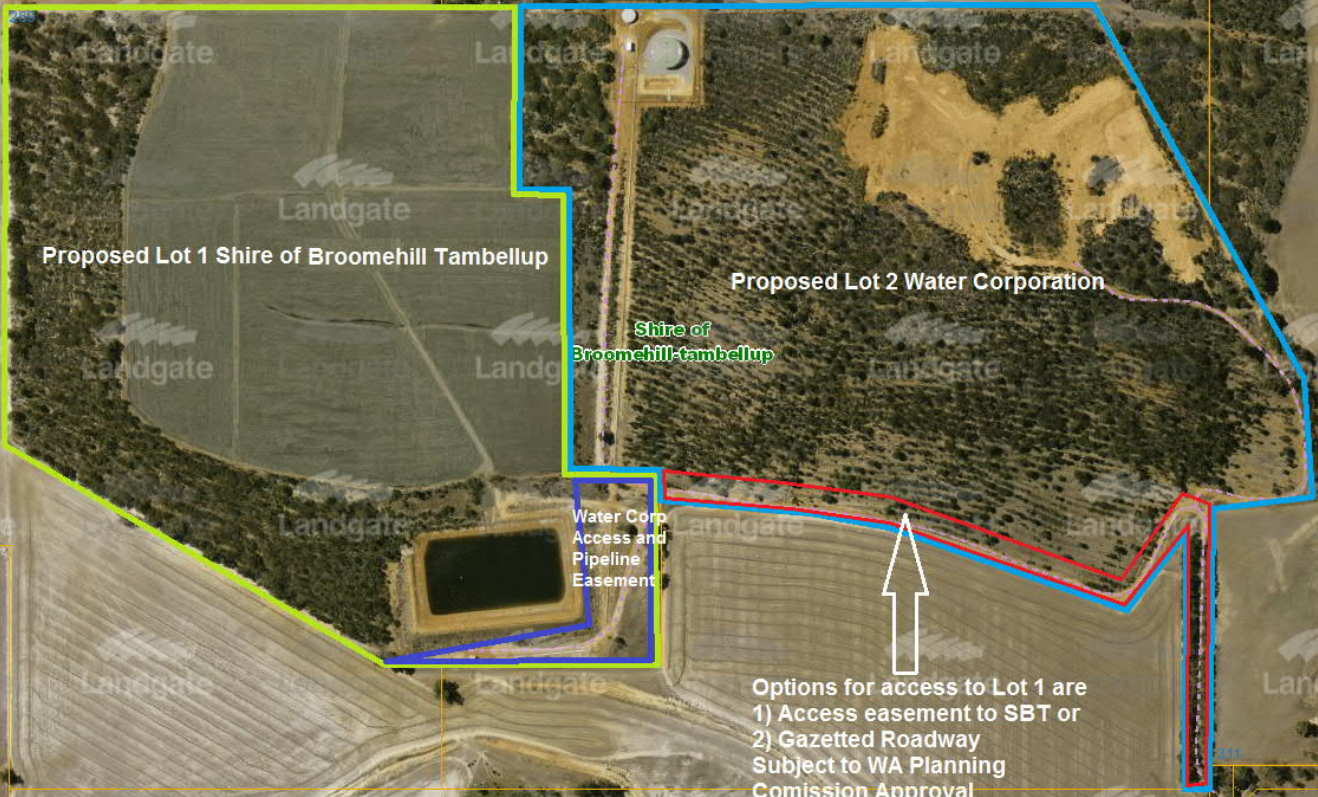 Landgate
Proposed Lot 1 Shire of Broomehill Tambellup
Proposed Lot 2 Water Corporation
Shire of
Broomehill-tambellup
Water Corp
Access and
Pipeline
Easement
Options for access to Lot 1 are
1) Access easement to SBT or
2) Gazetted Roadway
Subject to WA Planning
Comission Approval
311